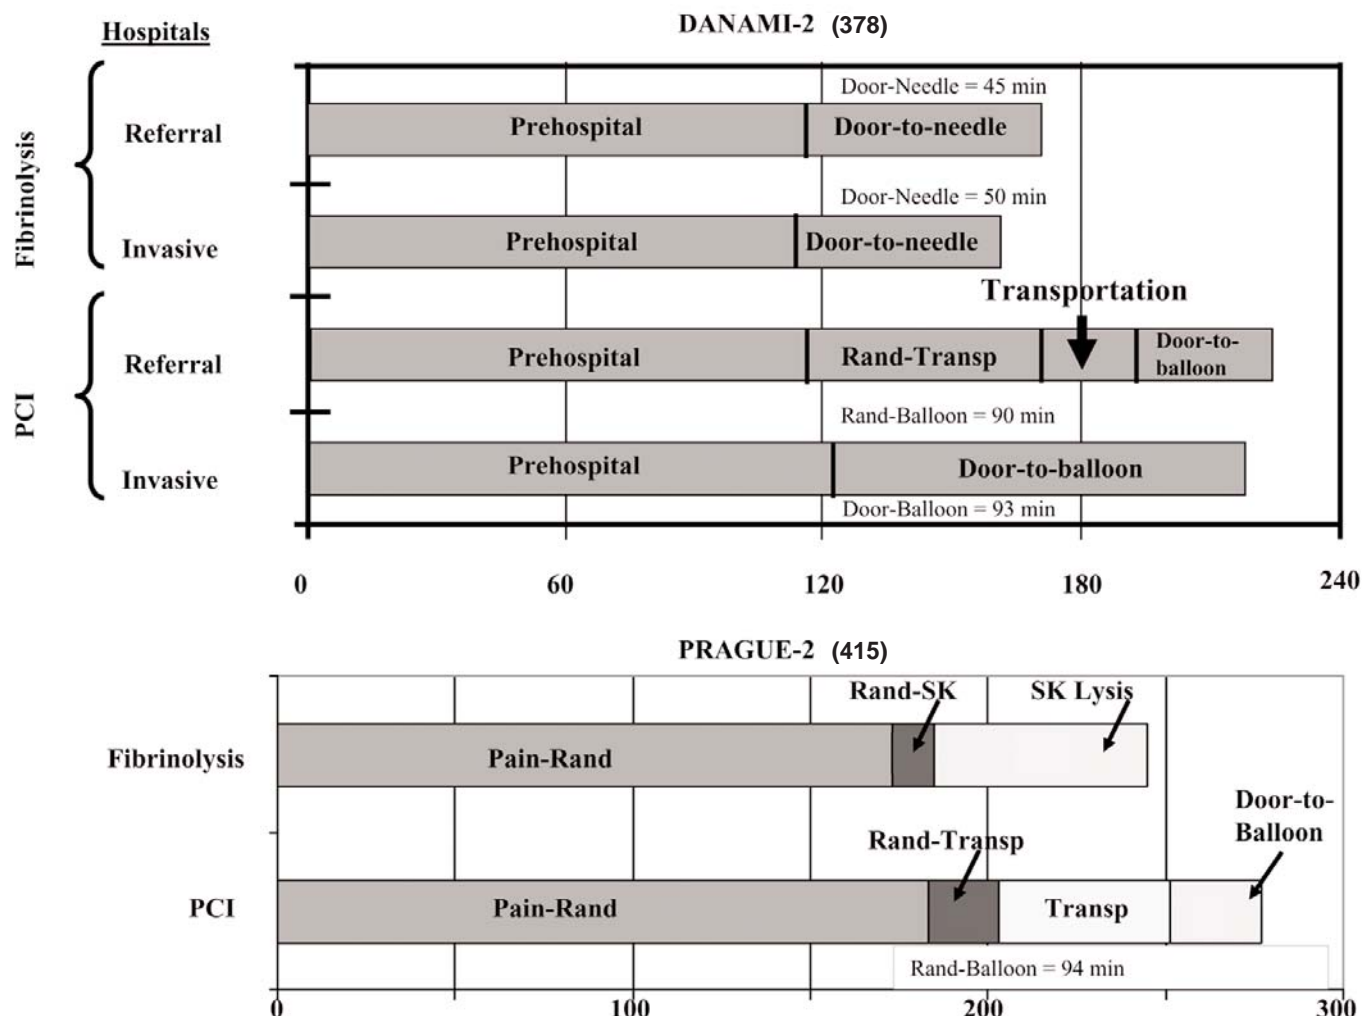 Hospitals
DANAMI-2 (378)
Fibrinolysis
Door-Needle = 45 min
Referral
Prehospital
Door-to-needle
Door-Needle = 50 min
Invasive
Prehospital
Door-to-needle
Transportation
PCI
Referral
Prehospital
Rand-Transp
Door-to-
balloon
Rand-Balloon = 90 min
Invasive
Prehospital
Door-to-balloon
Door-Balloon = 93 min
0 60 120 180 240
PRAGUE-2 (415)
Rand-SK
SK Lysis
Fibrinolysis
Pain-Rand
Door-to-
Balloon
Rand-Transp
PCI
Pain-Rand
Transp
Rand-Balloon = 94 min
0 100 200 300